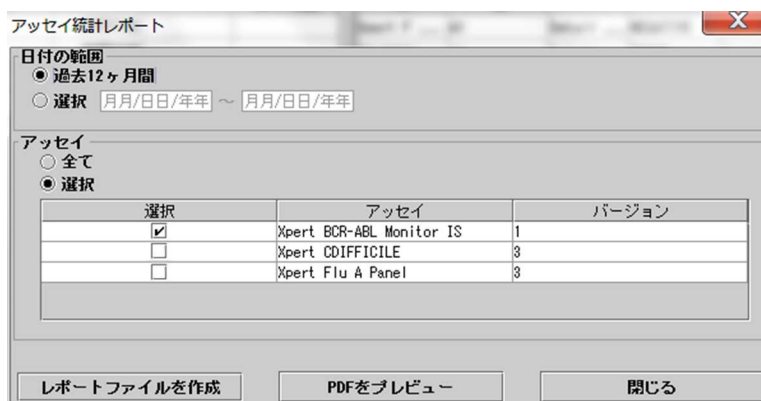 アッセイ統計レポート
日付の範囲
過去12ヶ月間
選択 月月/日日/年年 ~ 月月/日日/年年
アッセイ
全て
選択
選択 アッセイ バージョン
Xpert BCR-ABL Monitor IS 1
Xpert CDIFFICILE 3
Xpert Flu A Panel 3
レポートファイルを作成 PDFをプレビュー 閉じる